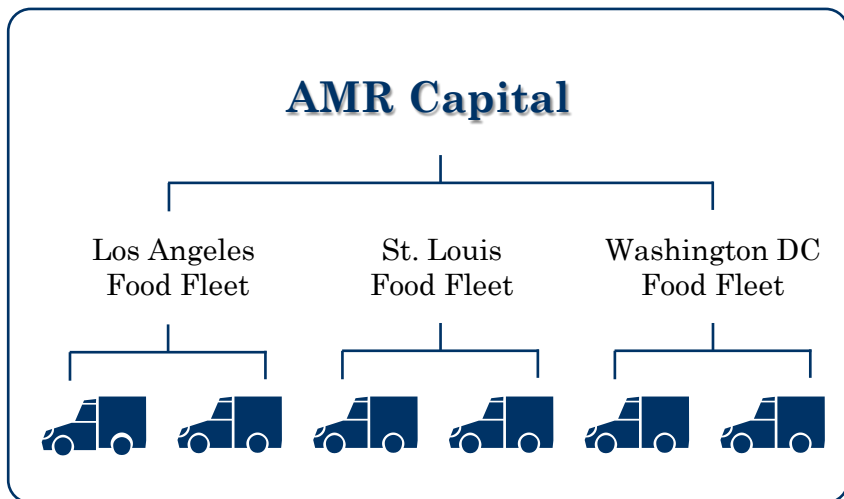 AMR Capital
Los Angeles
Food Fleet
St. Louis
Food Fleet
Washington DC
Food Fleet